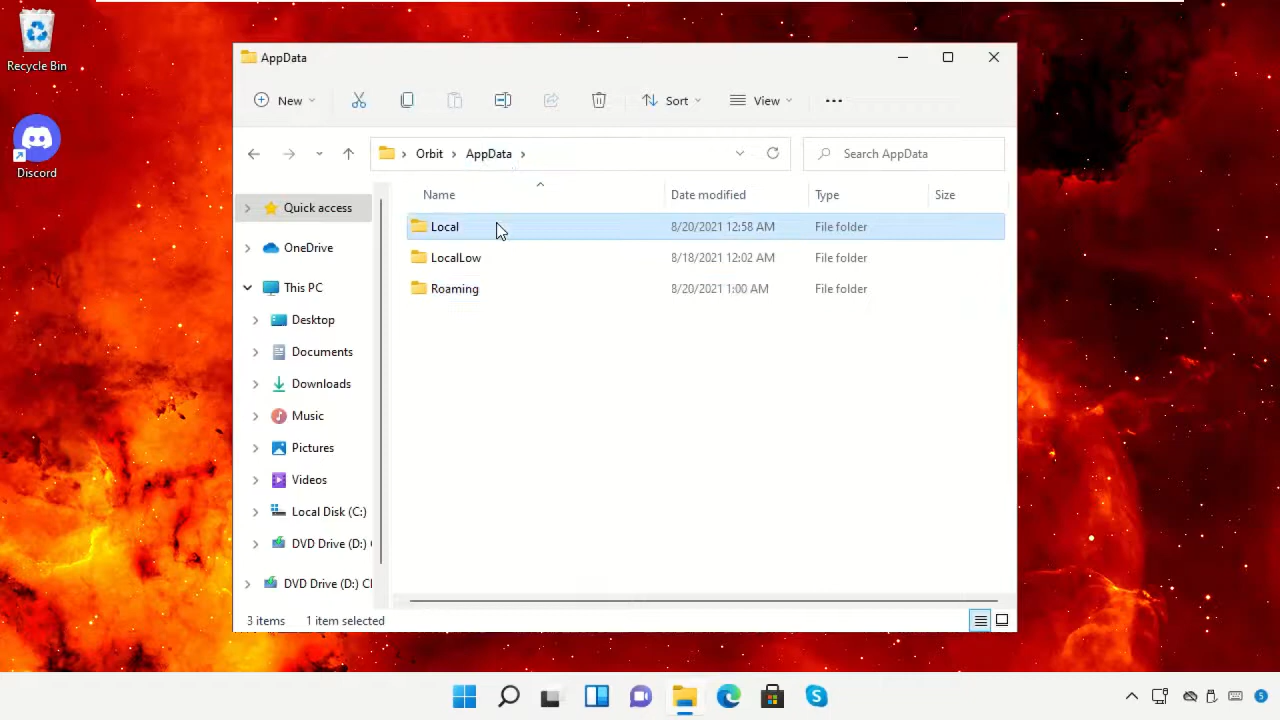 Recycle Bin
Discord
AppData
New
Sort
View
Orbit
AppData
Search AppData
Name
Date modified
Type
Size
Local
8/20/2021 12:58 AM
File folder
LocalLow
8/18/2021 12:02 AM
File folder
Roaming
8/20/2021 1:00 AM
File folder
Quick access
OneDrive
This PC
Desktop
Documents
Downloads
Music
Pictures
Videos
Local Disk (C:)
DVD Drive (D:)
DVD Drive (D:) C
3 items
1 item selected
5